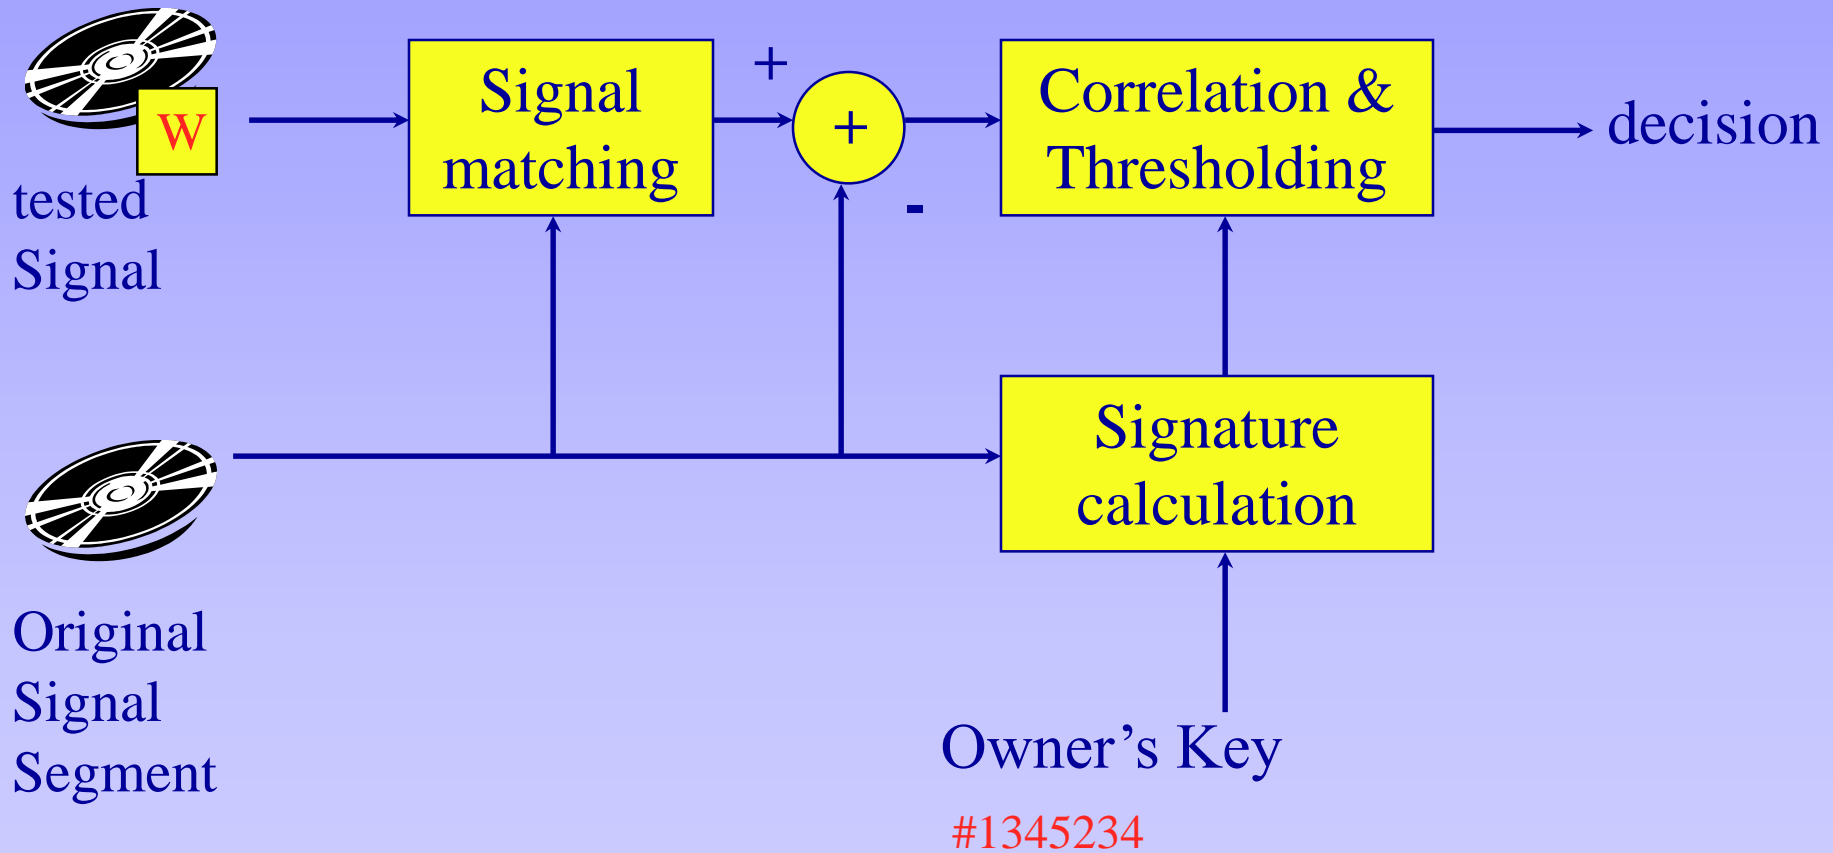 W
tested
Signal
Signal
matching
+
+
-
Correlation &
Thresholding
decision
Original
Signal
Segment
Signature
calculation
Owner’s Key
#1345234